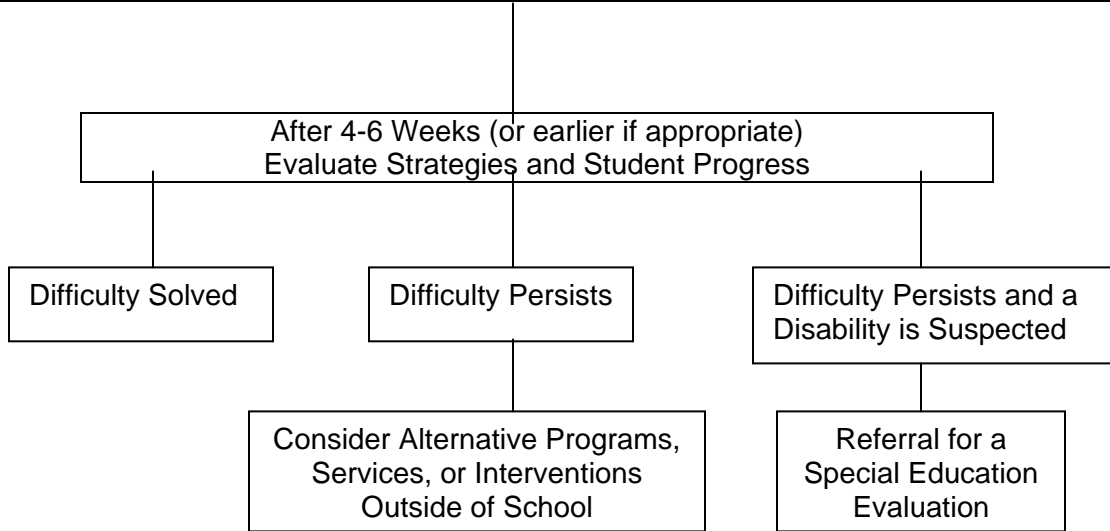 After 4-6 Weeks (or earlier if appropriate)
Evaluate Strategies and Student Progress
Difficulty Solved
Difficulty Persists
Difficulty Persists and a
Disability is Suspected
Consider Alternative Programs,
Services, or Interventions
Outside of School
Referral for a
Special Education
Evaluation